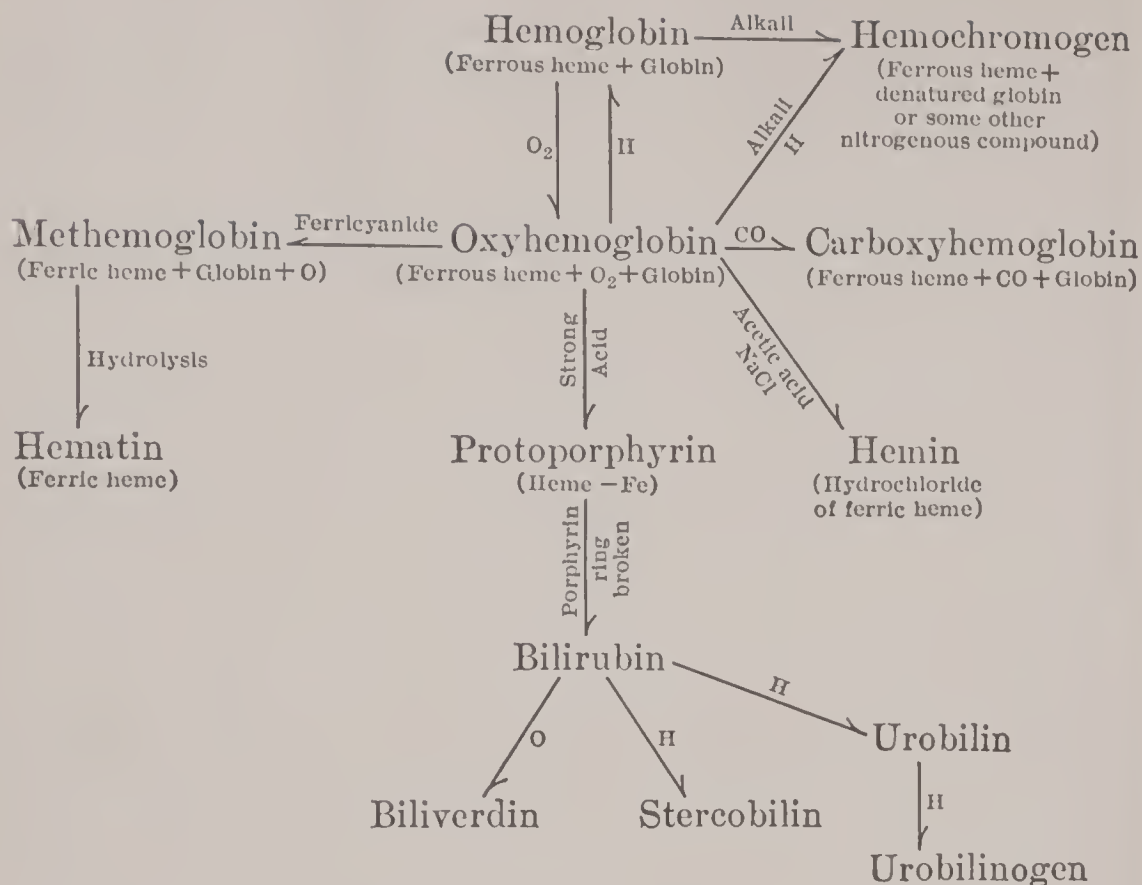 Hemoglobin
(Ferrous heme + Globin)
Alkali
Hemochromogen
(Ferrous heme +
denatured globin
or some other
nitrogenous compound)
O₂
H
Alkali
H
Methemoglobin
(Ferric heme + Globin + O)
Ferricyanide
Oxyhemoglobin
(Ferrous heme + O₂ + Globin)
CO
Carboxyhemoglobin
(Ferrous heme + CO + Globin)
Hydrolysis
Strong
Acid
Acetic acid
NaCl
Hematin
(Ferric heme)
Protoporphyrin
(Heme – Fe)
Hemin
(Hydrochloride
of ferric heme)
Porphyrin
ring
broken
Bilirubin
H
O
H
Urobilin
Biliverdin
Stercobilin
H
Urobilinogen